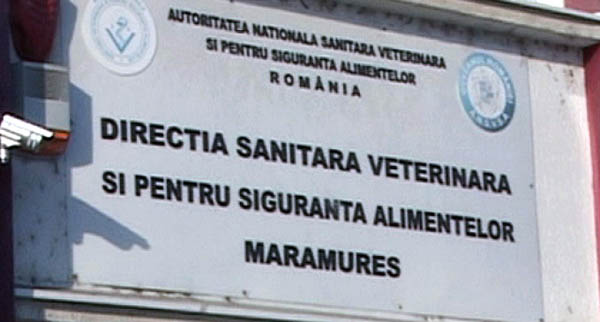 AUTORITATEA NATIONALA SANITARA VETERINARA
SI PENTRU SIGURANTA ALIMENTELOR
ROMÂNIA
DIRECTIA SANITARA VETERINARA
SI PENTRU SIGURANTA ALIMENTELOR
MARAMURES